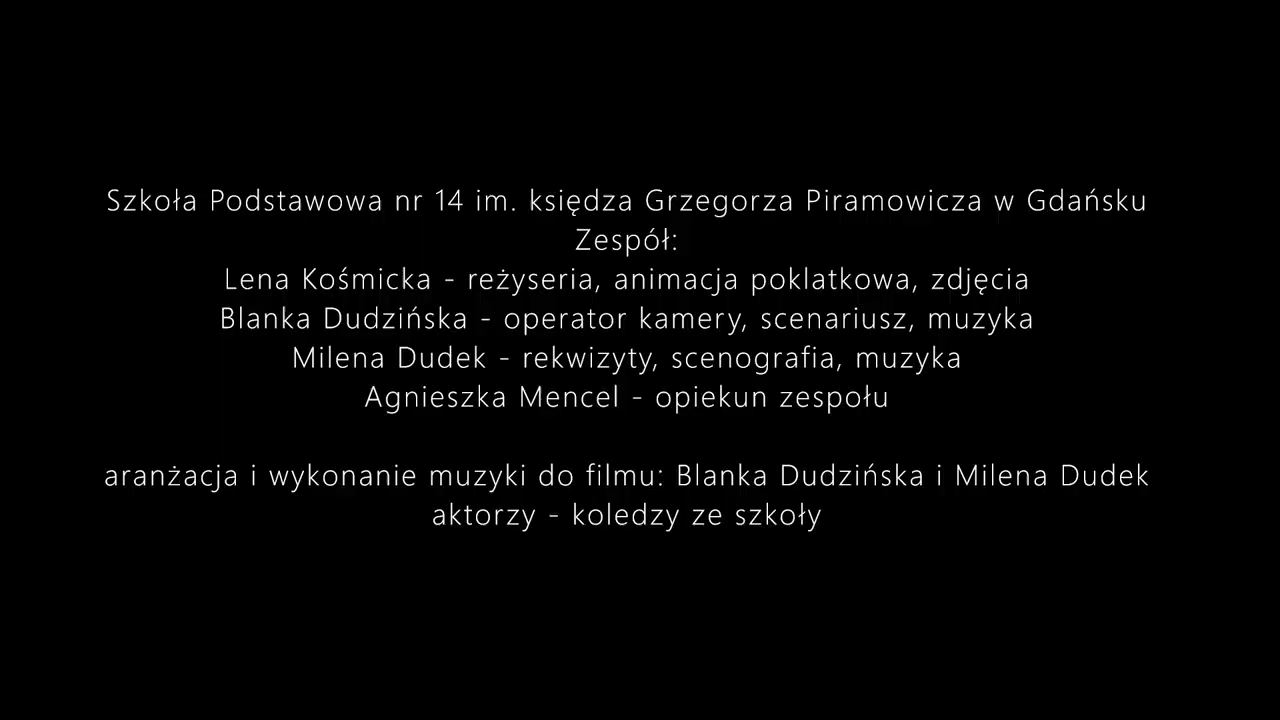 Szkoła Podstawowa nr 14 im. księdza Grzegorza Piramowicza w Gdańsku
Zespół:
Lena Kośmicka - reżyseria, animacja poklatkowa, zdjęcia
Blanka Dudzińska - operator kamery, scenariusz, muzyka
Milena Dudek - rekwizyty, scenografia, muzyka
Agnieszka Mencel - opiekun zespołu
aranżacja i wykonanie muzyki do filmu: Blanka Dudzińska i Milena Dudek
aktorzy - koledzy ze szkoły